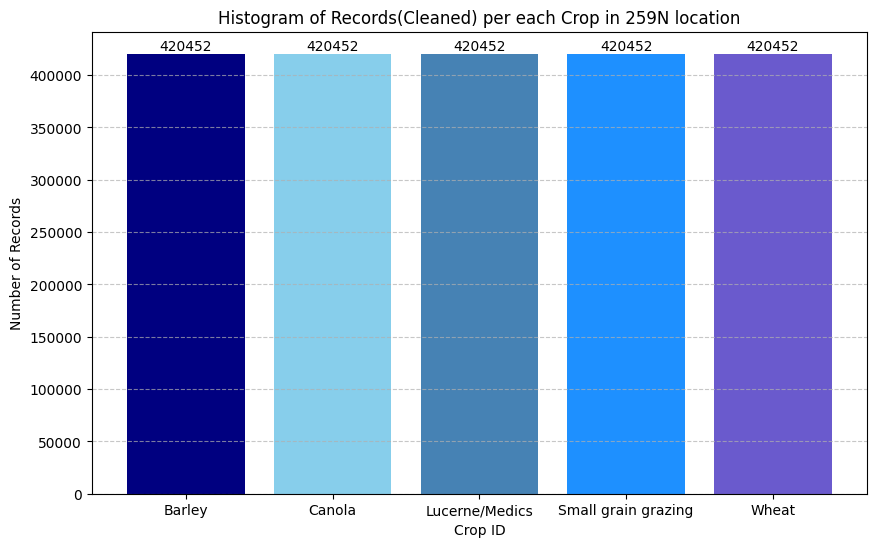 Histogram of Records(Cleaned) per each Crop in 259N location
420452 420452 420452 420452 420452
400000
350000
300000
250000
200000
150000
100000
50000
0
Number of Records
Barley Canola Lucerne/Medics Small grain grazing Wheat
Crop ID